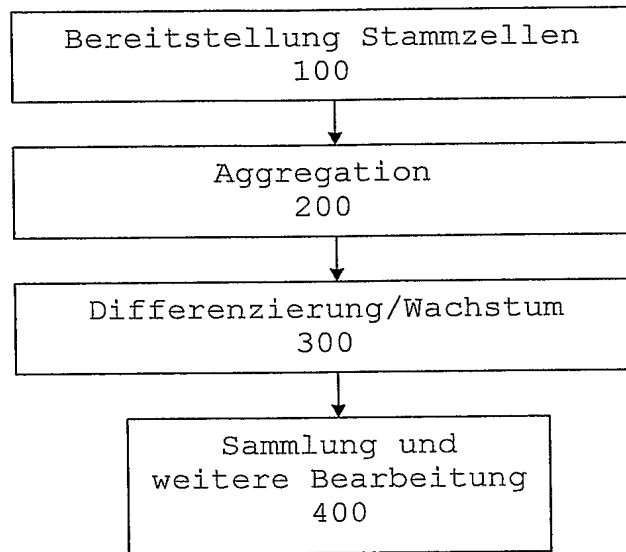 Bereitstellung Stammzellen
100
Aggregation
200
Differenzierung/Wachstum
300
Sammlung und
weitere Bearbeitung
400